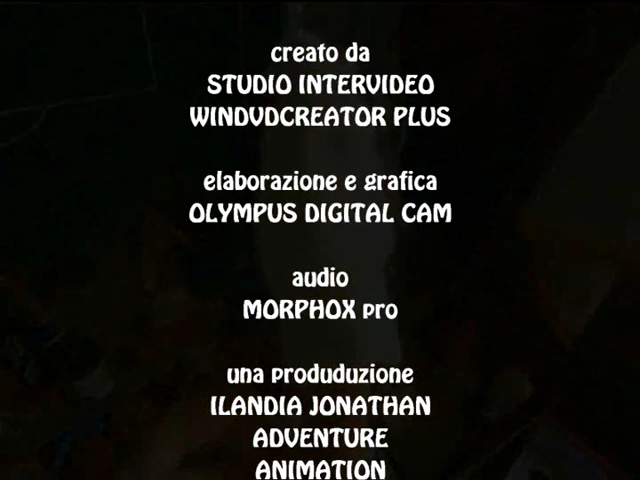 creato da
STUDIO INTERVIDEO
WINDVDCREATOR PLUS
elaborazione e grafica
OLYMPUS DIGITAL CAM
audio
MORPHOX pro
una produduzione
ILANDIA JONATHAN
ADVENTURE
ANIMATION